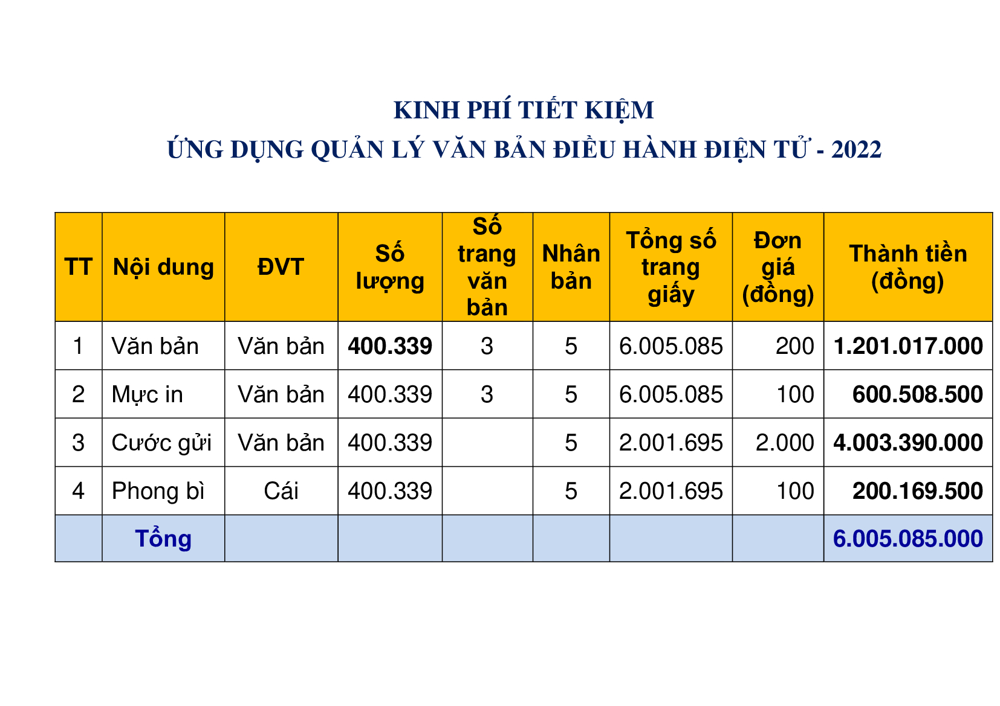 KINH PHÍ TIẾT KIỆM
ỨNG DỤNG QUẢN LÝ VĂN BẢN ĐIỀU HÀNH ĐIỆN TỬ - 2022
TT Nội dung ĐVT Số lượng Số trang văn bản Nhân bản Tổng số trang giấy Đơn giá (đồng) Thành tiền (đồng)
1 Văn bản Văn bản 400.339 3 5 6.005.085 200 1.201.017.000
2 Mực in Văn bản 400.339 3 5 6.005.085 100 600.508.500
3 Cước gửi Văn bản 400.339 5 2.001.695 2.000 4.003.390.000
4 Phong bì Cái 400.339 5 2.001.695 100 200.169.500
Tổng 6.005.085.000